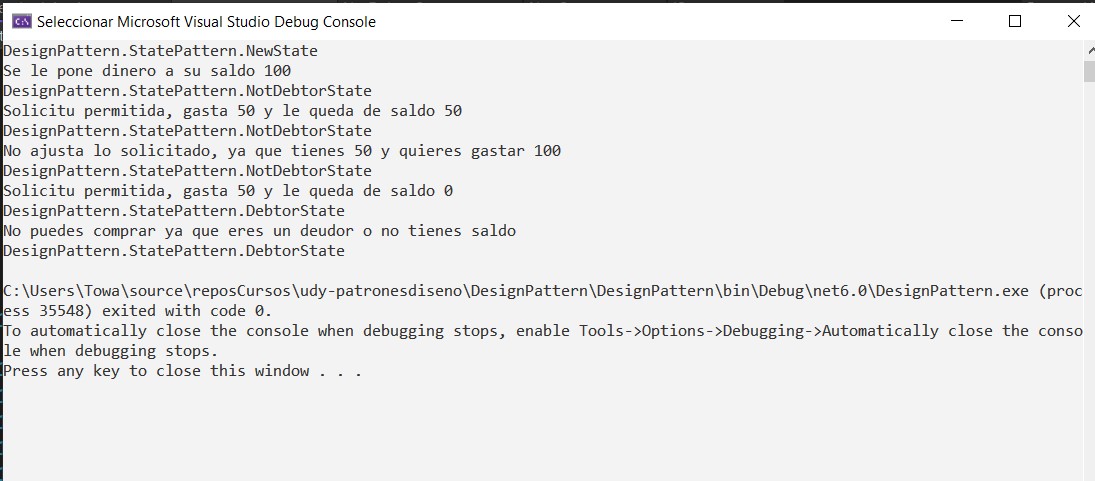 Seleccionar Microsoft Visual Studio Debug Console
DesignPattern.StatePattern.NewState
Se le pone dinero a su saldo 100
DesignPattern.StatePattern.NotDebtorState
Solicitu permitida, gasta 50 y le queda de saldo 50
DesignPattern.StatePattern.NotDebtorState
No ajusta lo solicitado, ya que tienes 50 y quieres gastar 100
DesignPattern.StatePattern.NotDebtorState
Solicitu permitida, gasta 50 y le queda de saldo 0
DesignPattern.StatePattern.DebtorState
No puedes comprar ya que eres un deudor o no tienes saldo
DesignPattern.StatePattern.DebtorState
C:\Users\Towa\source\reposCursos\udy-patronesdiseno\DesignPattern\DesignPattern\bin\Debug\net6.0\DesignPattern.exe (proc
ess 35548) exited with code 0.
To automatically close the console when debugging stops, enable Tools->Options->Debugging->Automatically close the conso
le when debugging stops.
Press any key to close this window . . .